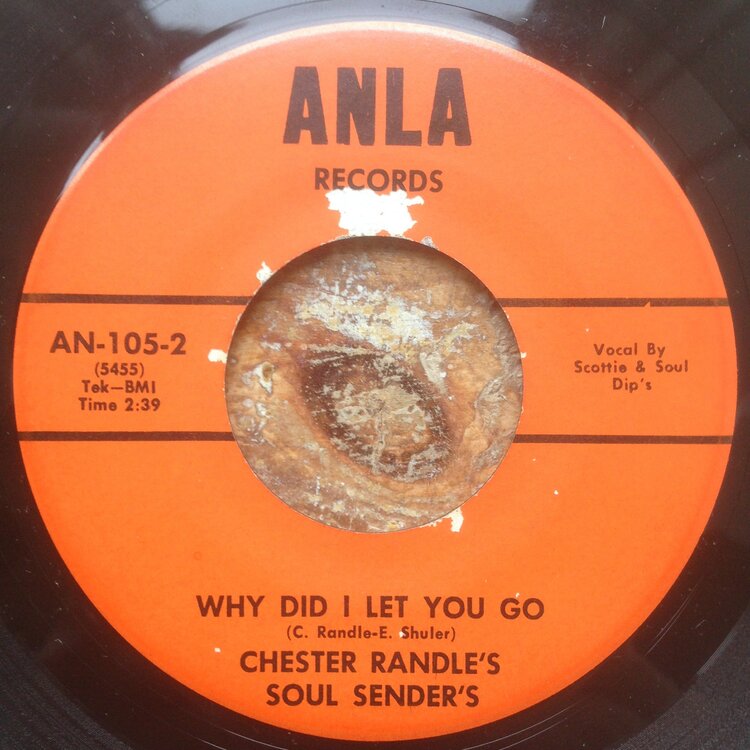 ANLA
RECORDS
AN-105-2
(5455)
Tek—BMI
Time 2:39
Vocal By
Scottie & Soul
Dip's
WHY DID I LET YOU GO
(C. Randle-E. Shuler)
CHESTER RANDLE'S
SOUL SENDER'S